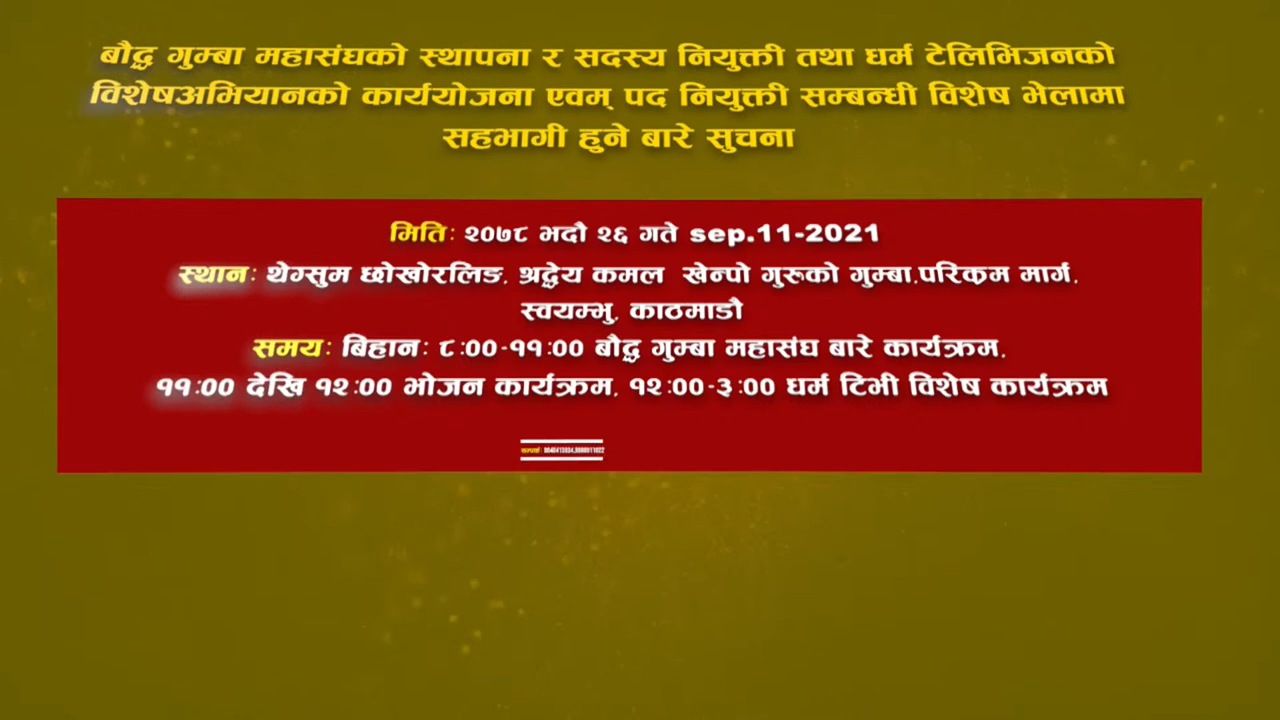 बौद्ध गुम्बा महासंघको स्थापना र सदस्य नियुक्ती तथा धर्म टेलिभिजनको
विशेषअभियानको कार्ययोजना एवम् पद नियुक्ती सम्बन्धी विशेष भेलामा
सहभागी हुने बारे सुचना
मिति: २०७८ भदौ २६ गते sep.11-2021
स्थान: थेग्सुम छोखोरलिङ, श्रद्धेय कमल खेन्पो गुरुको गुम्बा,परिक्रम मार्ग,
स्वयम्भु, काठमाडौ
समय: बिहान: ८:००-११:०० बौद्ध गुम्बा महासंघ बारे कार्यक्रम,
११:०० देखि १२:०० भोजन कार्यक्रम, १२:००-३:०० धर्म टिभी विशेष कार्यक्रम
सम्पर्क: